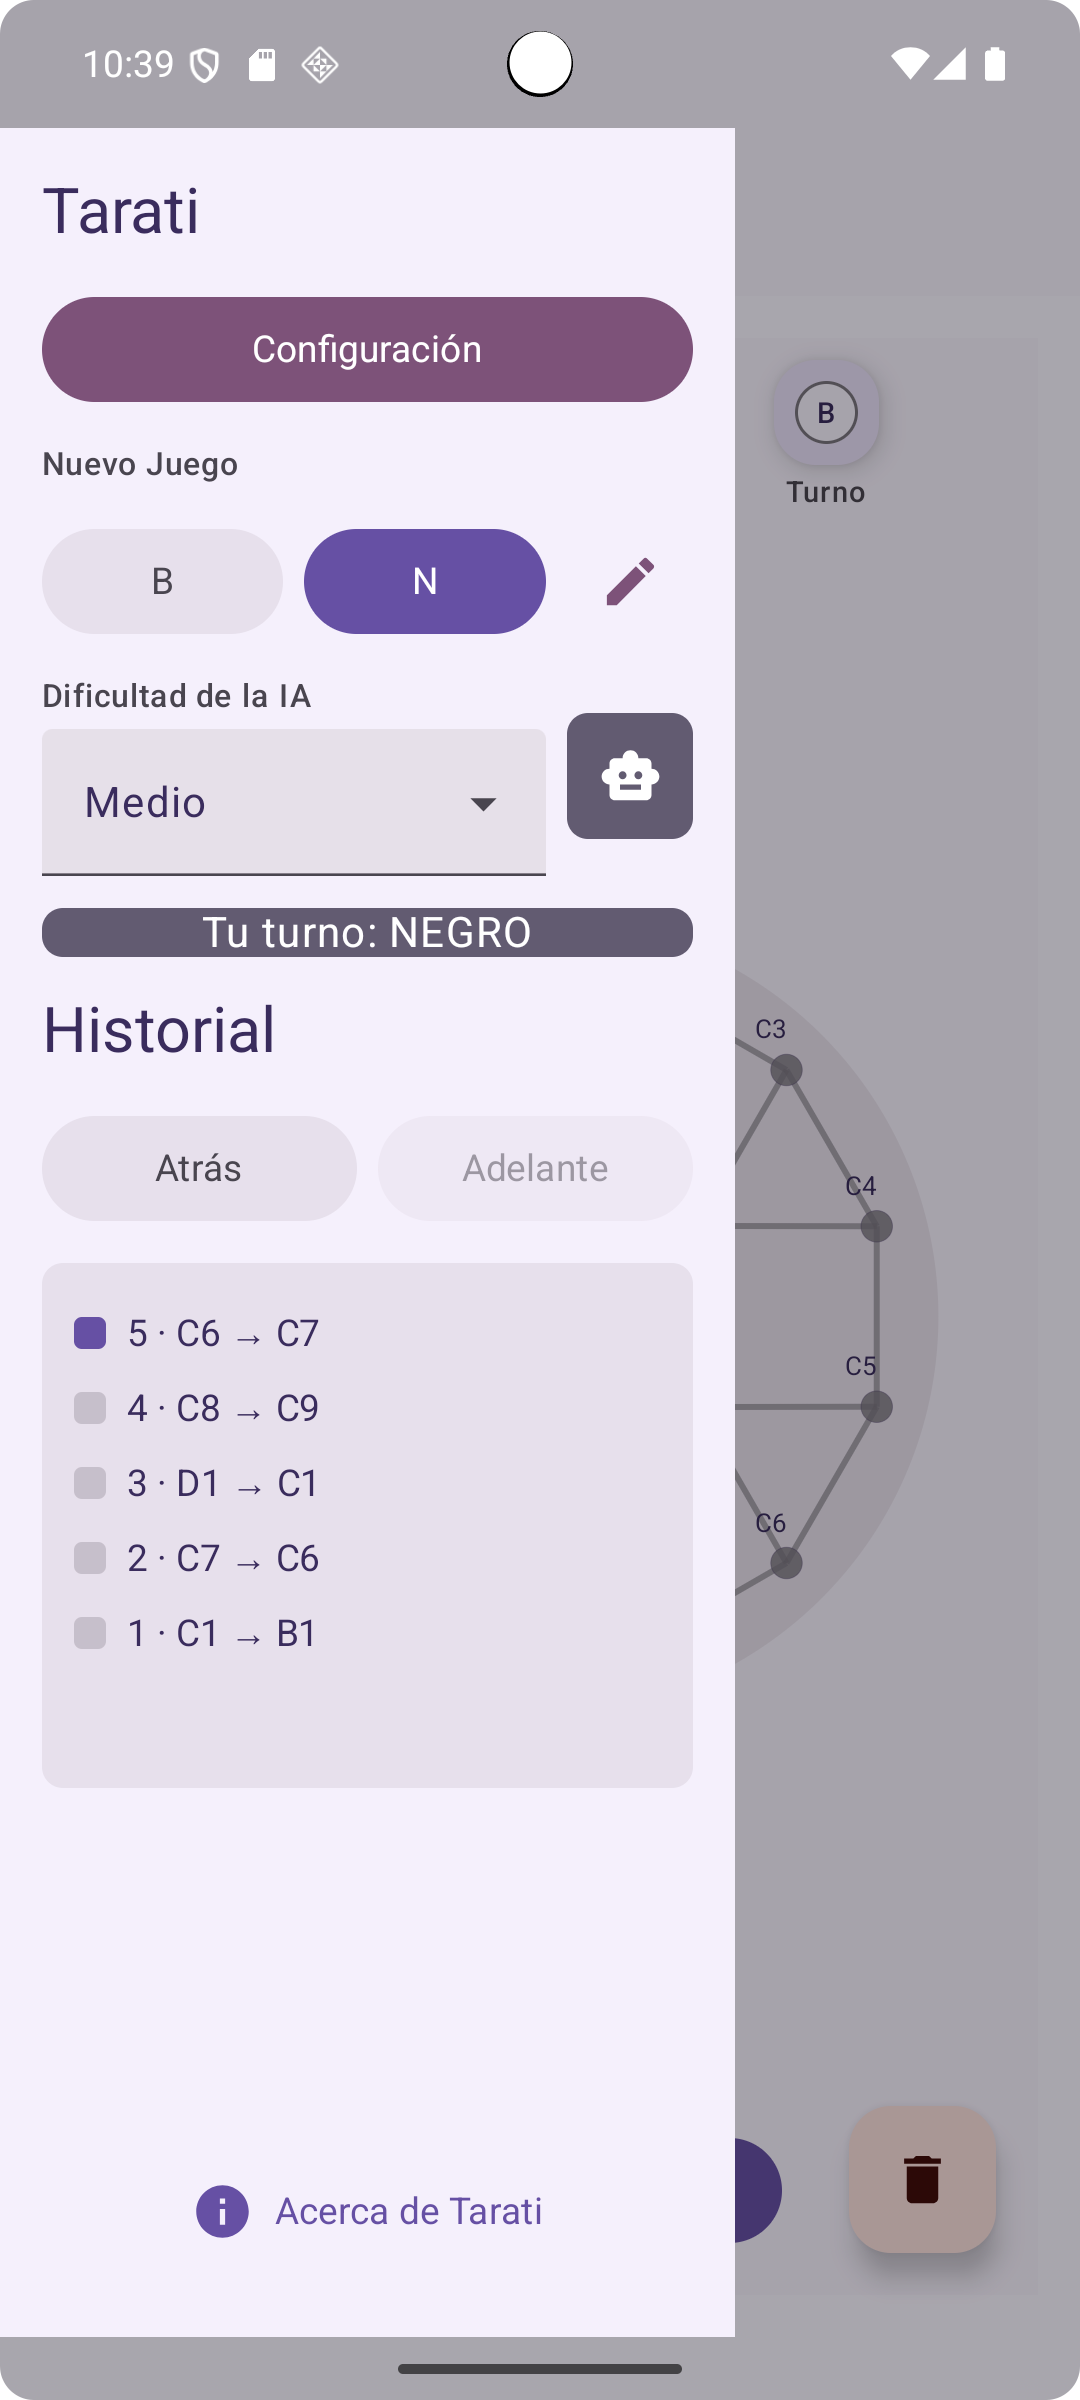 10:39
Tarati
Configuración
Nuevo Juego
B
N
Dificultad de la IA
Medio
Tu turno: NEGRO
Historial
Atrás
Adelante
5 · C6 → C7
4 · C8 → C9
3 · D1 → C1
2 · C7 → C6
1 · C1 → B1
Acerca de Tarati
B
Turno
C3
C4
C5
C6